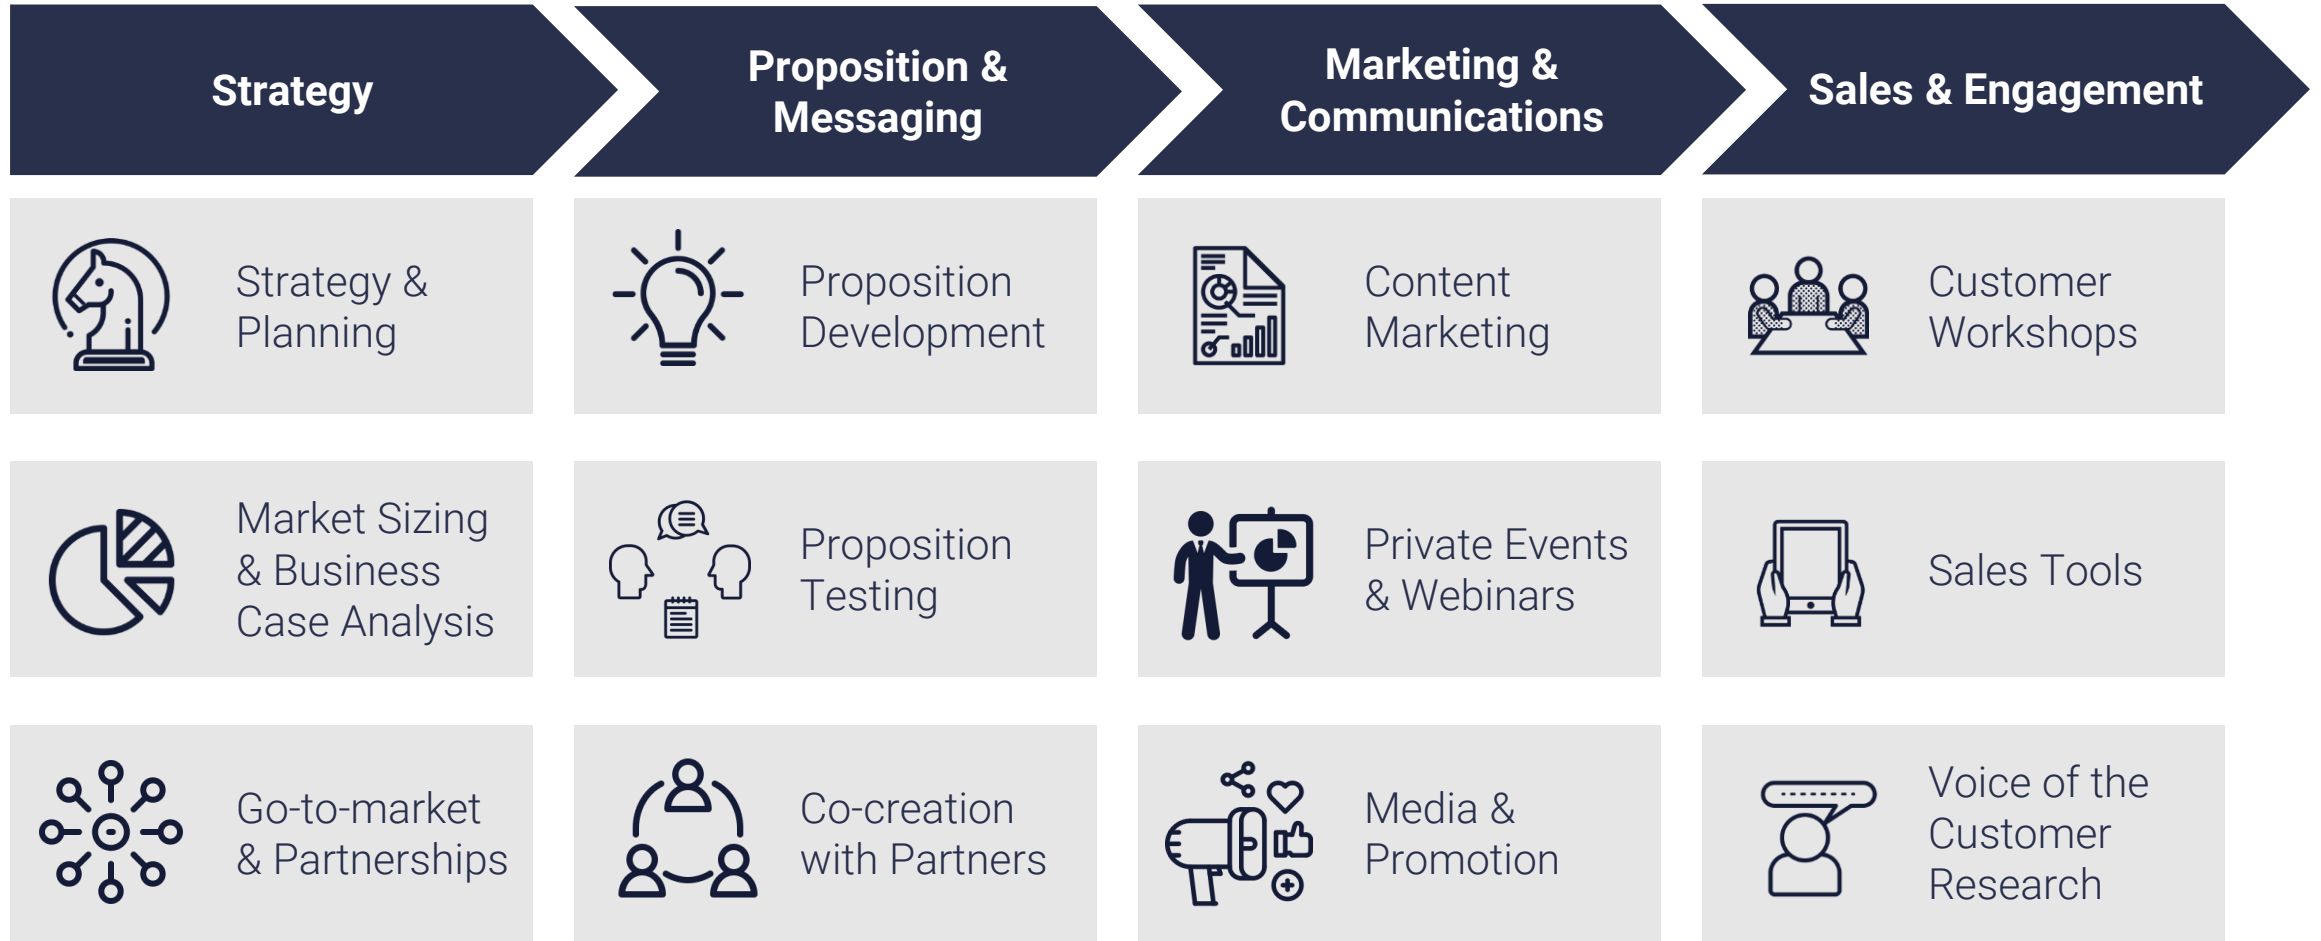 Strategy
Proposition &
Messaging
Marketing &
Communications
Sales & Engagement
Strategy &
Planning
Proposition
Development
Content
Marketing
Customer
Workshops
Market Sizing
& Business
Case Analysis
Proposition
Testing
Private Events
& Webinars
Sales Tools
Go-to-market
& Partnerships
Co-creation
with Partners
Media &
Promotion
Voice of the
Customer
Research